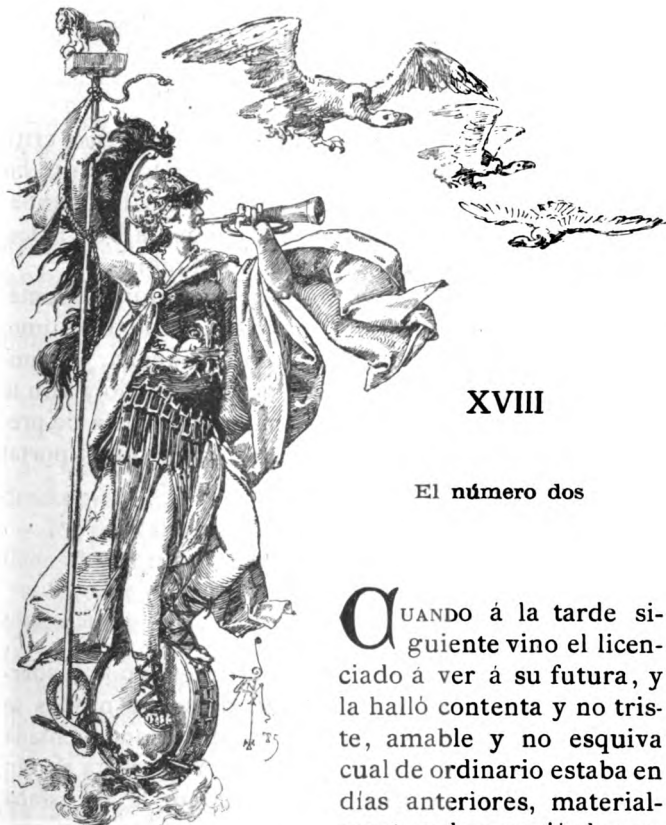 XVIII
El número dos
CUANDO á la tarde si-
guiente vino el licen-
ciado á ver á su futura, y
la halló contenta y no tris-
te, amable y no esquiva
cual de ordinario estaba en
días anteriores, material-